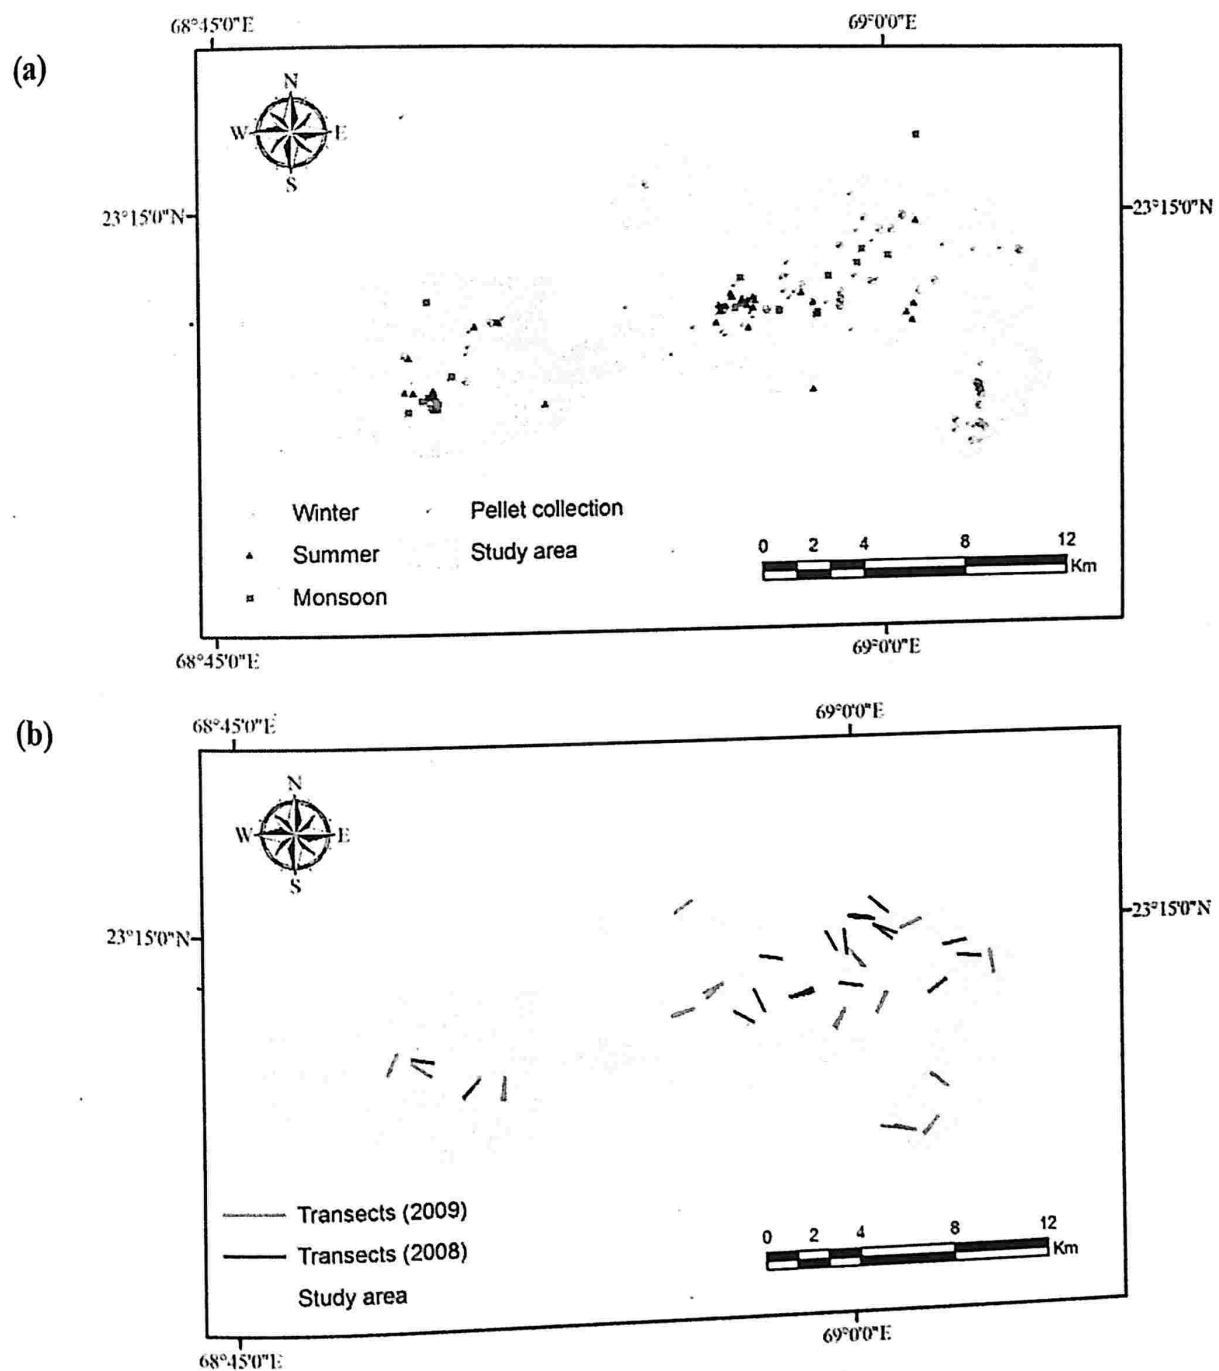 (a)
68°45'0"E
69°0'0"E
N
W
E
S
23°15'0"N
23°15'0"N
Winter
Pellet collection
Summer
Study area
Monsoon
0 2 4 8 12
Km
68°45'0"E
69°0'0"E
(b)
68°45'0"E
69°0'0"E
N
W
E
S
23°15'0"N
23°15'0"N
Transects (2009)
Transects (2008)
Study area
0 2 4 8 12
Km
68°45'0"E
69°0'0"E